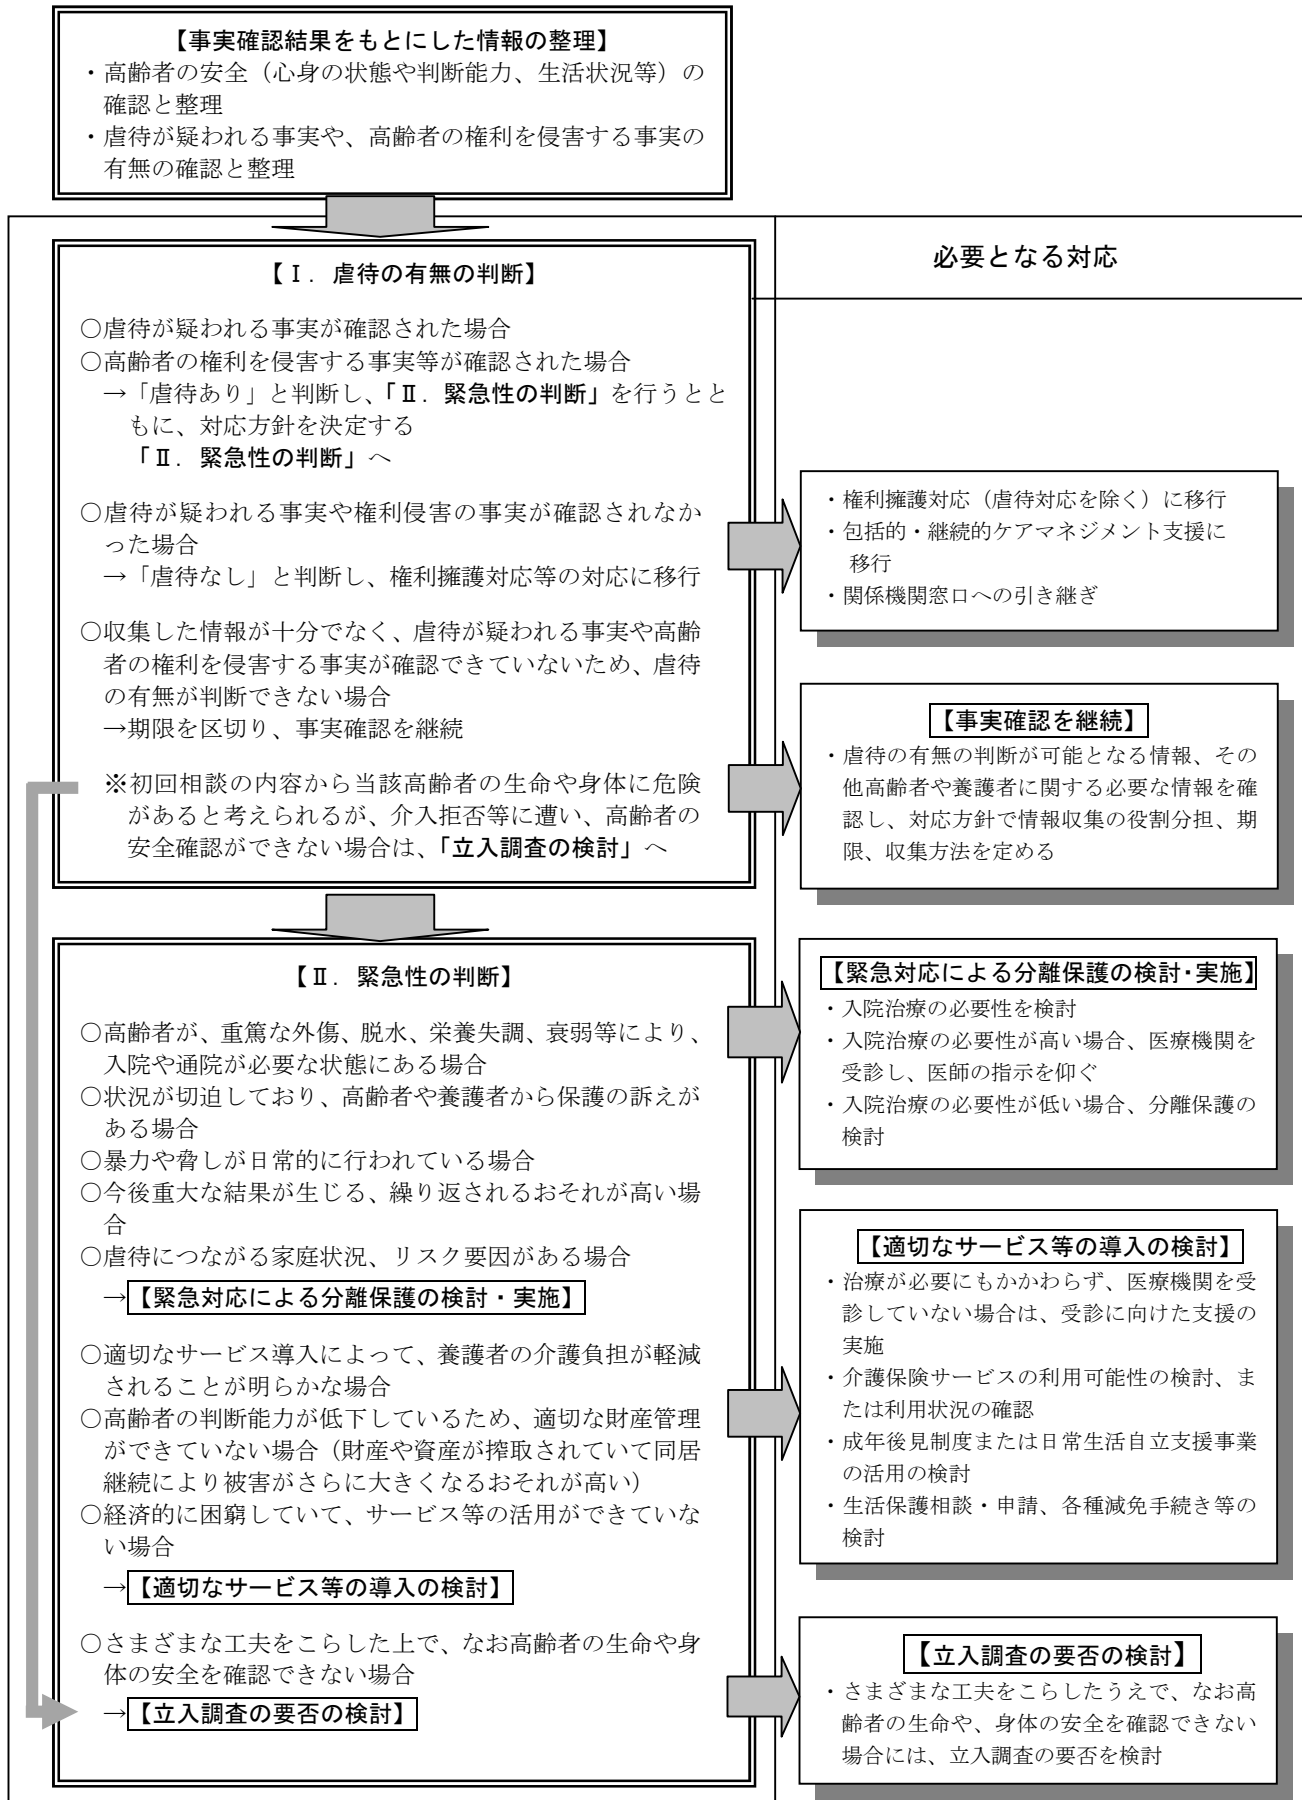 【事実確認結果をもとにした情報の整理】
・高齢者の安全（心身の状態や判断能力、生活状況等）の
確認と整理
・虐待が疑われる事実や、高齢者の権利を侵害する事実の
有無の確認と整理
必要となる対応
【Ⅰ．虐待の有無の判断】
○虐待が疑われる事実が確認された場合
○高齢者の権利を侵害する事実等が確認された場合
→「虐待あり」と判断し、「Ⅱ．緊急性の判断」を行うとと
もに、対応方針を決定する
「Ⅱ．緊急性の判断」へ
○虐待が疑われる事実や権利侵害の事実が確認されなか
った場合
→「虐待なし」と判断し、権利擁護対応等の対応に移行
・権利擁護対応（虐待対応を除く）に移行
・包括的・継続的ケアマネジメント支援に
移行
・関係機関窓口への引き継ぎ
○収集した情報が十分でなく、虐待が疑われる事実や高齢
者の権利を侵害する事実が確認できていないため、虐待
の有無が判断できない場合
→期限を区切り、事実確認を継続
※初回相談の内容から当該高齢者の生命や身体に危険
があると考えられるが、介入拒否等に遭い、高齢者の
安全確認ができない場合は、「立入調査の検討」へ
【事実確認を継続】
・虐待の有無の判断が可能となる情報、その
他高齢者や養護者に関する必要な情報を確
認し、対応方針で情報収集の役割分担、期
限、収集方法を定める
【Ⅱ．緊急性の判断】
○高齢者が、重篤な外傷、脱水、栄養失調、衰弱等により、
入院や通院が必要な状態にある場合
○状況が切迫しており、高齢者や養護者から保護の訴えが
ある場合
○暴力や脅しが日常的に行われている場合
○今後重大な結果が生じる、繰り返されるおそれが高い場
合
○虐待につながる家庭状況、リスク要因がある場合
→【緊急対応による分離保護の検討・実施】
【緊急対応による分離保護の検討・実施】
・入院治療の必要性を検討
・入院治療の必要性が高い場合、医療機関を
受診し、医師の指示を仰ぐ
・入院治療の必要性が低い場合、分離保護の
検討
○適切なサービス導入によって、養護者の介護負担が軽減
されることが明らかな場合
○高齢者の判断能力が低下しているため、適切な財産管理
ができていない場合（財産や資産が搾取されていて同居
継続により被害がさらに大きくなるおそれが高い）
○経済的に困窮していて、サービス等の活用ができていな
い場合
→【適切なサービス等の導入の検討】
【適切なサービス等の導入の検討】
・治療が必要にもかかわらず、医療機関を受
診していない場合は、受診に向けた支援の
実施
・介護保険サービスの利用可能性の検討、ま
たは利用状況の確認
・成年後見制度または日常生活自立支援事業
の活用の検討
・生活保護相談・申請、各種減免手続き等の
検討
○さまざまな工夫をこらした上で、なお高齢者の生命や身
体の安全を確認できない場合
→【立入調査の要否の検討】
【立入調査の要否の検討】
・さまざまな工夫をこらしたうえで、なお高
齢者の生命や、身体の安全を確認できない
場合には、立入調査の要否を検討